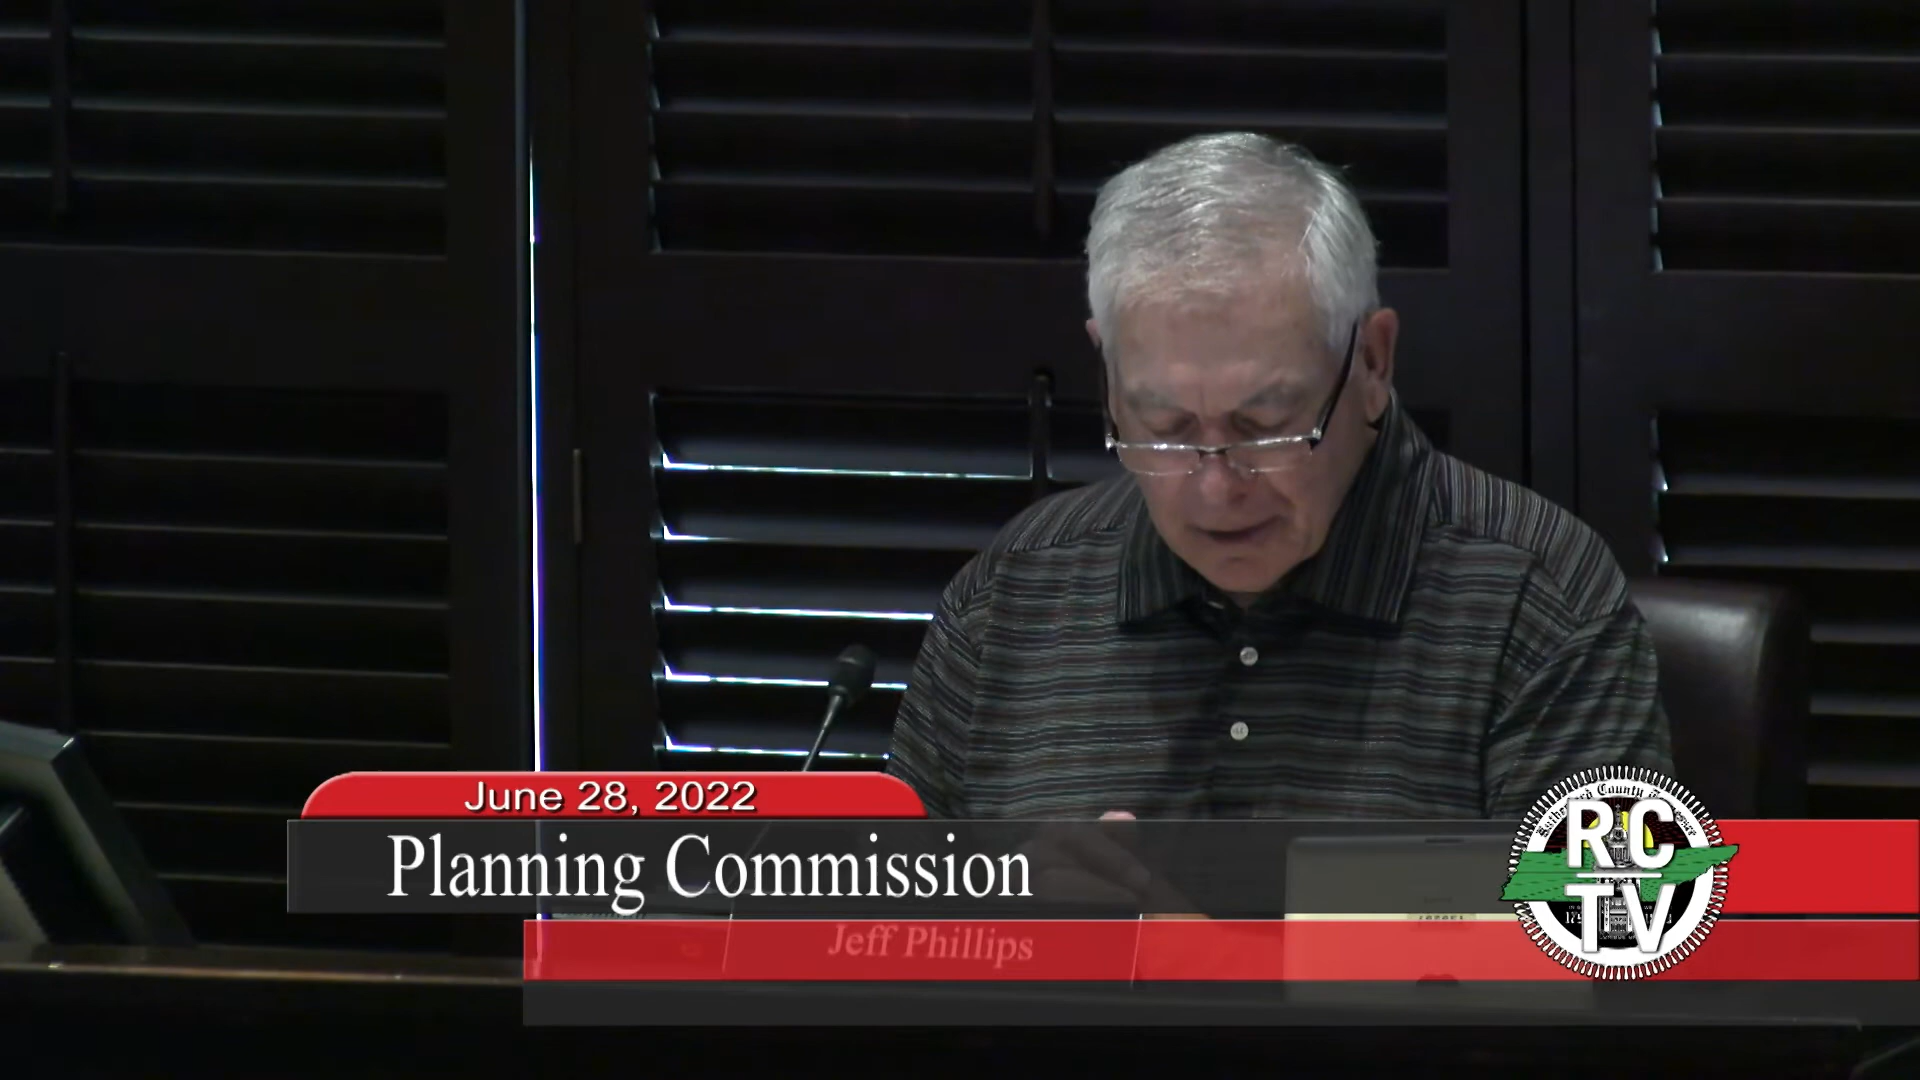 June 28, 2022
Planning Commission
Jeff Phillips
RC
TV